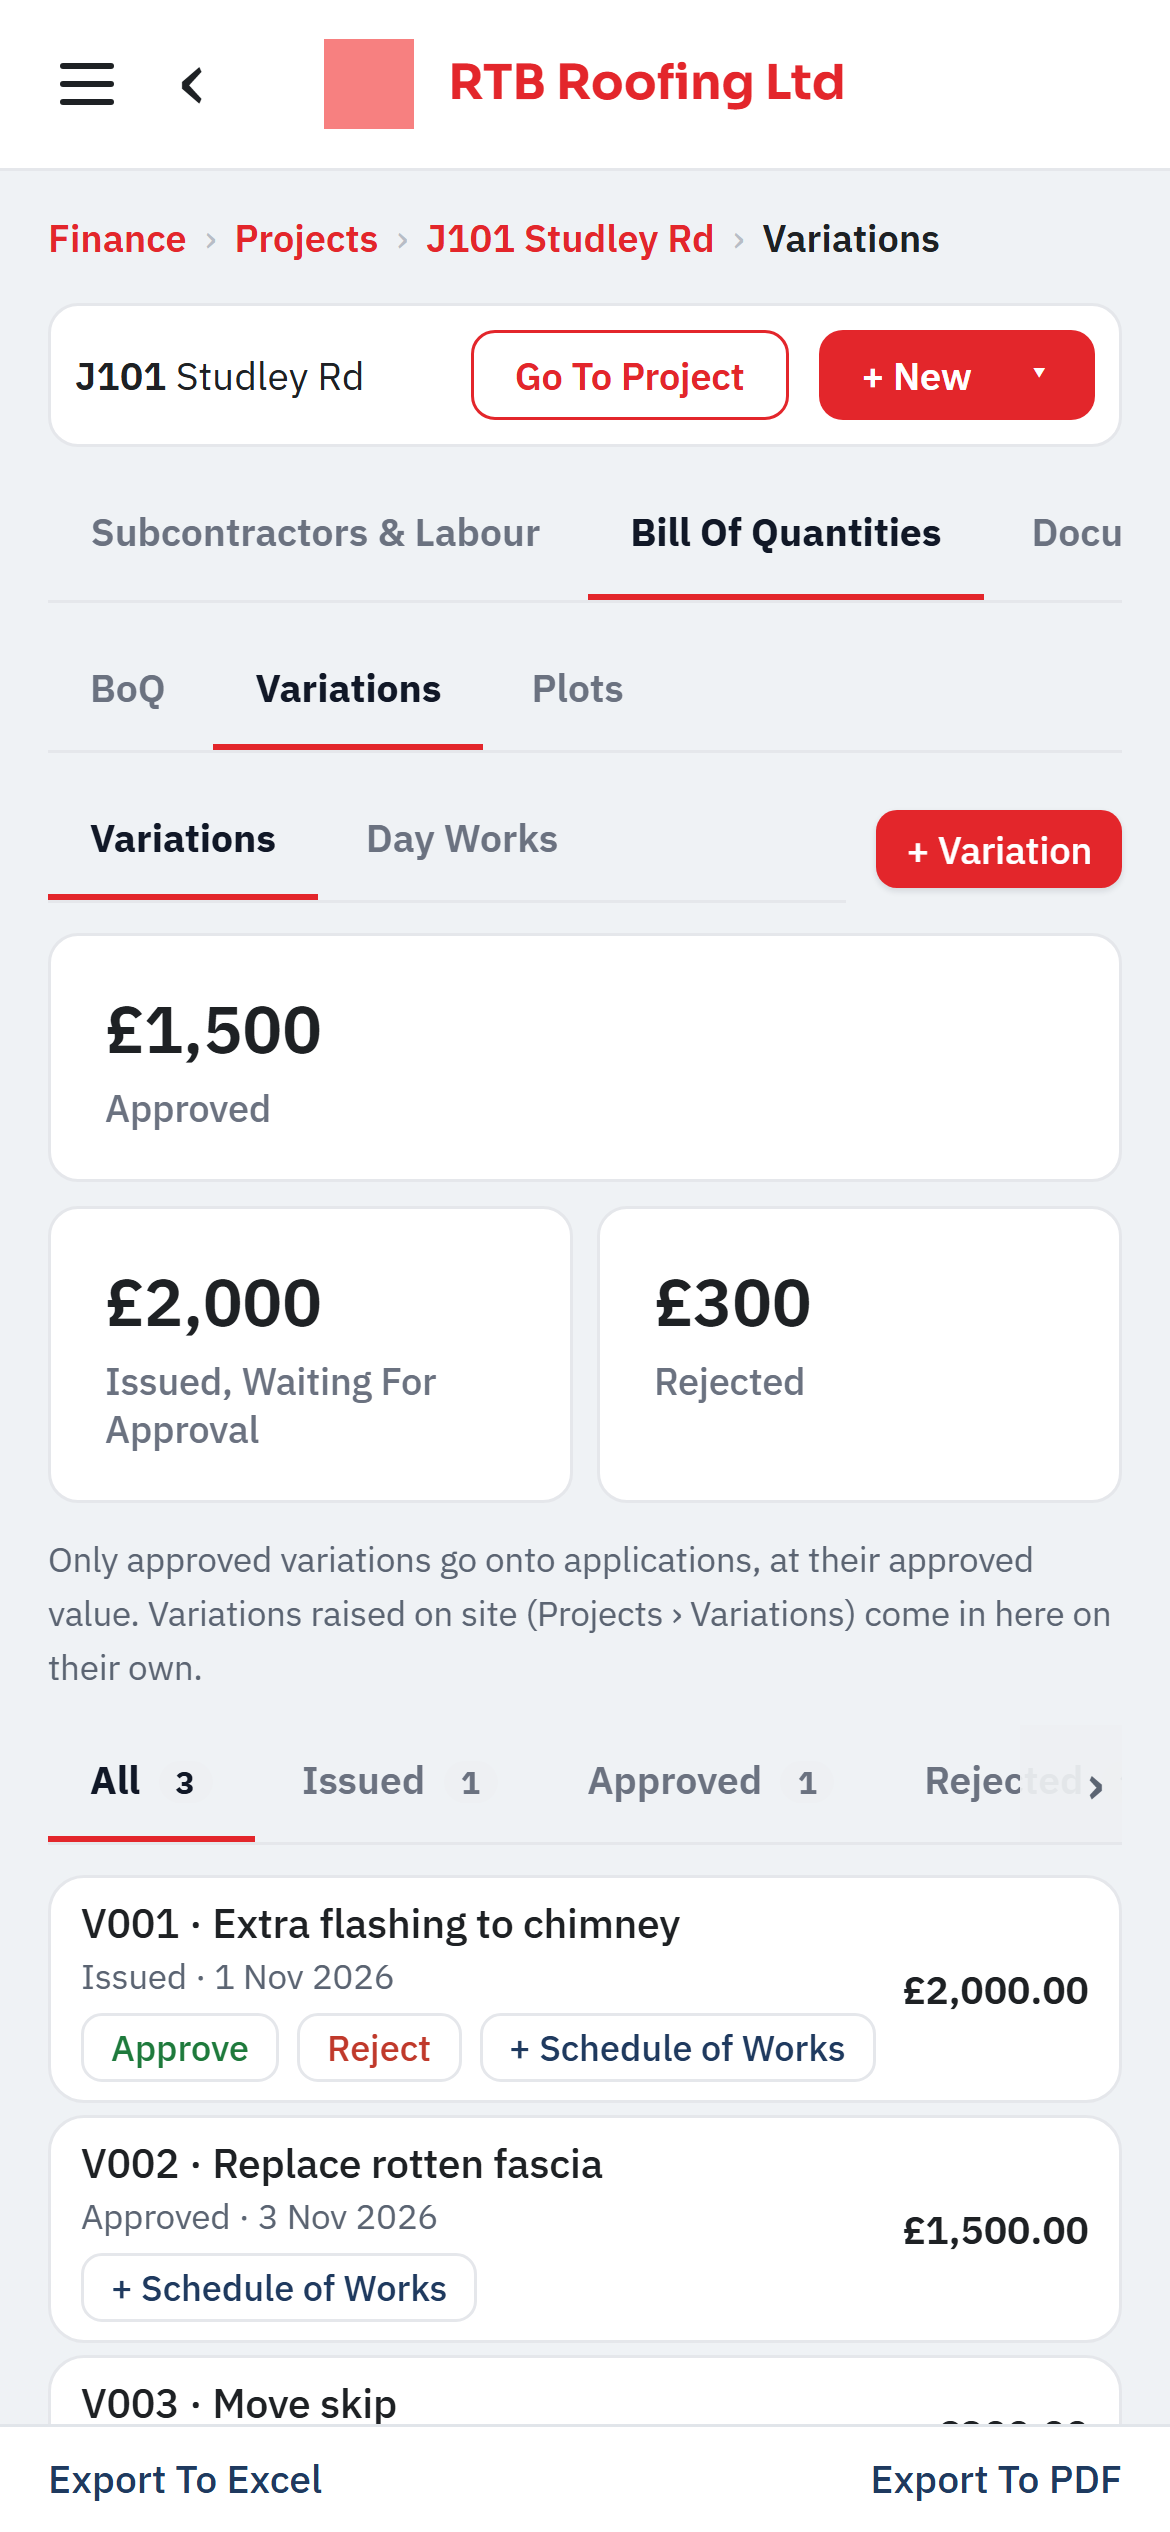 RTB Roofing Ltd
Finance › Projects › J101 Studley Rd › Variations
J101 Studley Rd Go To Project + New ▼
Subcontractors & Labour Bill Of Quantities Docu
BoQ Variations Plots
Variations Day Works + Variation
£1,500
Approved
£2,000 £300
Issued, Waiting For Rejected
Approval
Only approved variations go onto applications, at their approved
value. Variations raised on site (Projects › Variations) come in here on
their own.
All 3 Issued 1 Approved 1 Rejected ›
V001 · Extra flashing to chimney
Issued · 1 Nov 2026
£2,000.00
Approve Reject + Schedule of Works
V002 · Replace rotten fascia
Approved · 3 Nov 2026
£1,500.00
+ Schedule of Works
V003 · Move skip
Export To Excel Export To PDF